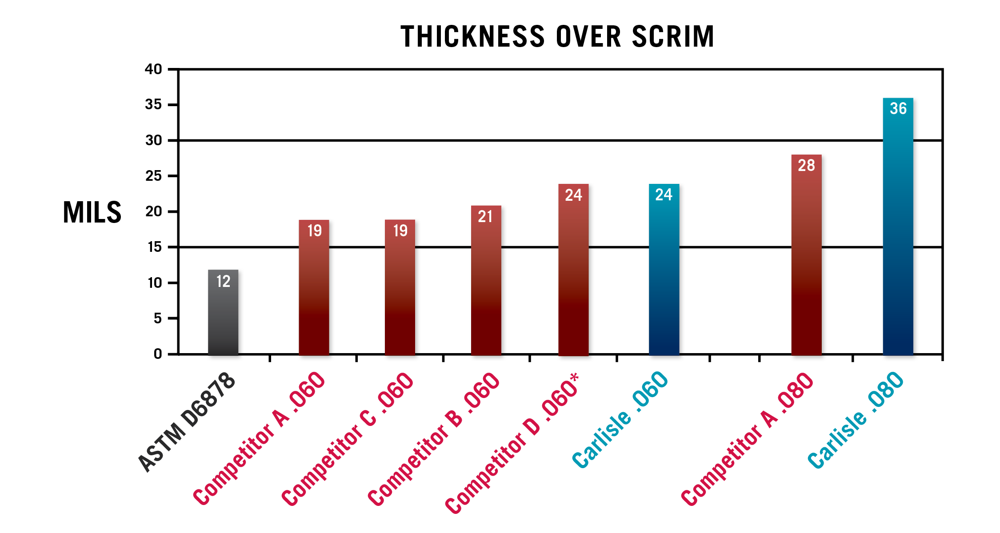 THICKNESS OVER SCRIM
MILS
40
35
30
25
20
15
10
5
0
12
19
19
21
24
24
28
36
ASTM D6878
Competitor A .060
Competitor C .060
Competitor B .060
Competitor D .060*
Carlisle .060
Competitor A .080
Carlisle .080